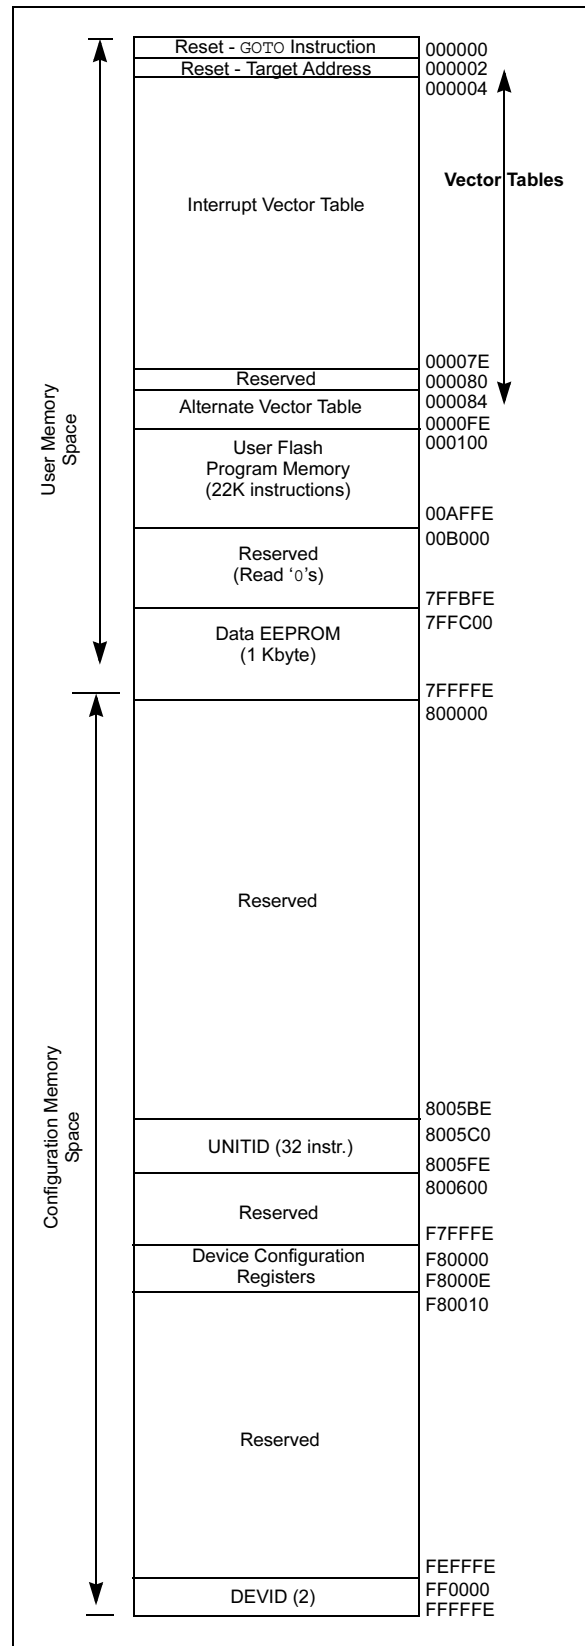 Reset - GOTO Instruction 000000
Reset - Target Address 000002
000004
Vector Tables
Interrupt Vector Table
00007E
Reserved 000080
Alternate Vector Table 000084
0000FE
User Flash 000100
Program Memory
(22K instructions)
00AFFE
00B000
Reserved
(Read ‘0’s)
7FFBFE
Data EEPROM 7FFC00
(1 Kbyte)
7FFFFE
800000
User Memory
Space
Reserved
8005BE
8005C0
UNITID (32 instr.)
8005FE
800600
Reserved
F7FFFE
Device Configuration F80000
Registers F8000E
F80010
Configuration Memory
Space
Reserved
FEFFFE
FF0000
DEVID (2)
FFFFFE